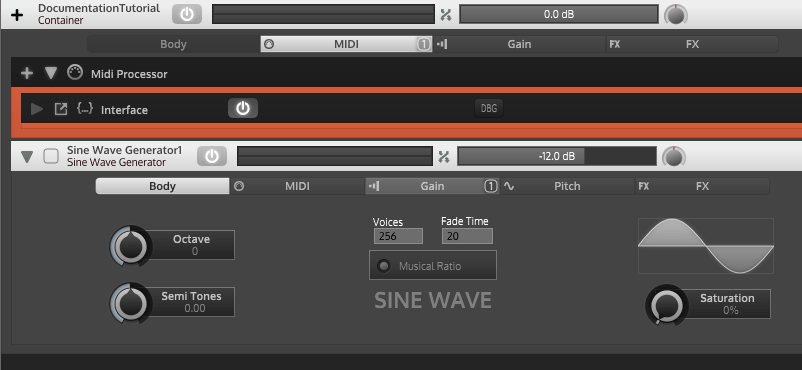 DocumentationTutorial
Container
0.0 dB
Body
MIDI
1
Gain
FX
FX
Midi Processor
{...}
Interface
DBG
Sine Wave Generator1
Sine Wave Generator
-12.0 dB
Body
MIDI
Gain
1
Pitch
FX
FX
Octave
0
Voices
256
Fade Time
20
Musical Ratio
Semi Tones
0.00
SINE WAVE
Saturation
0%